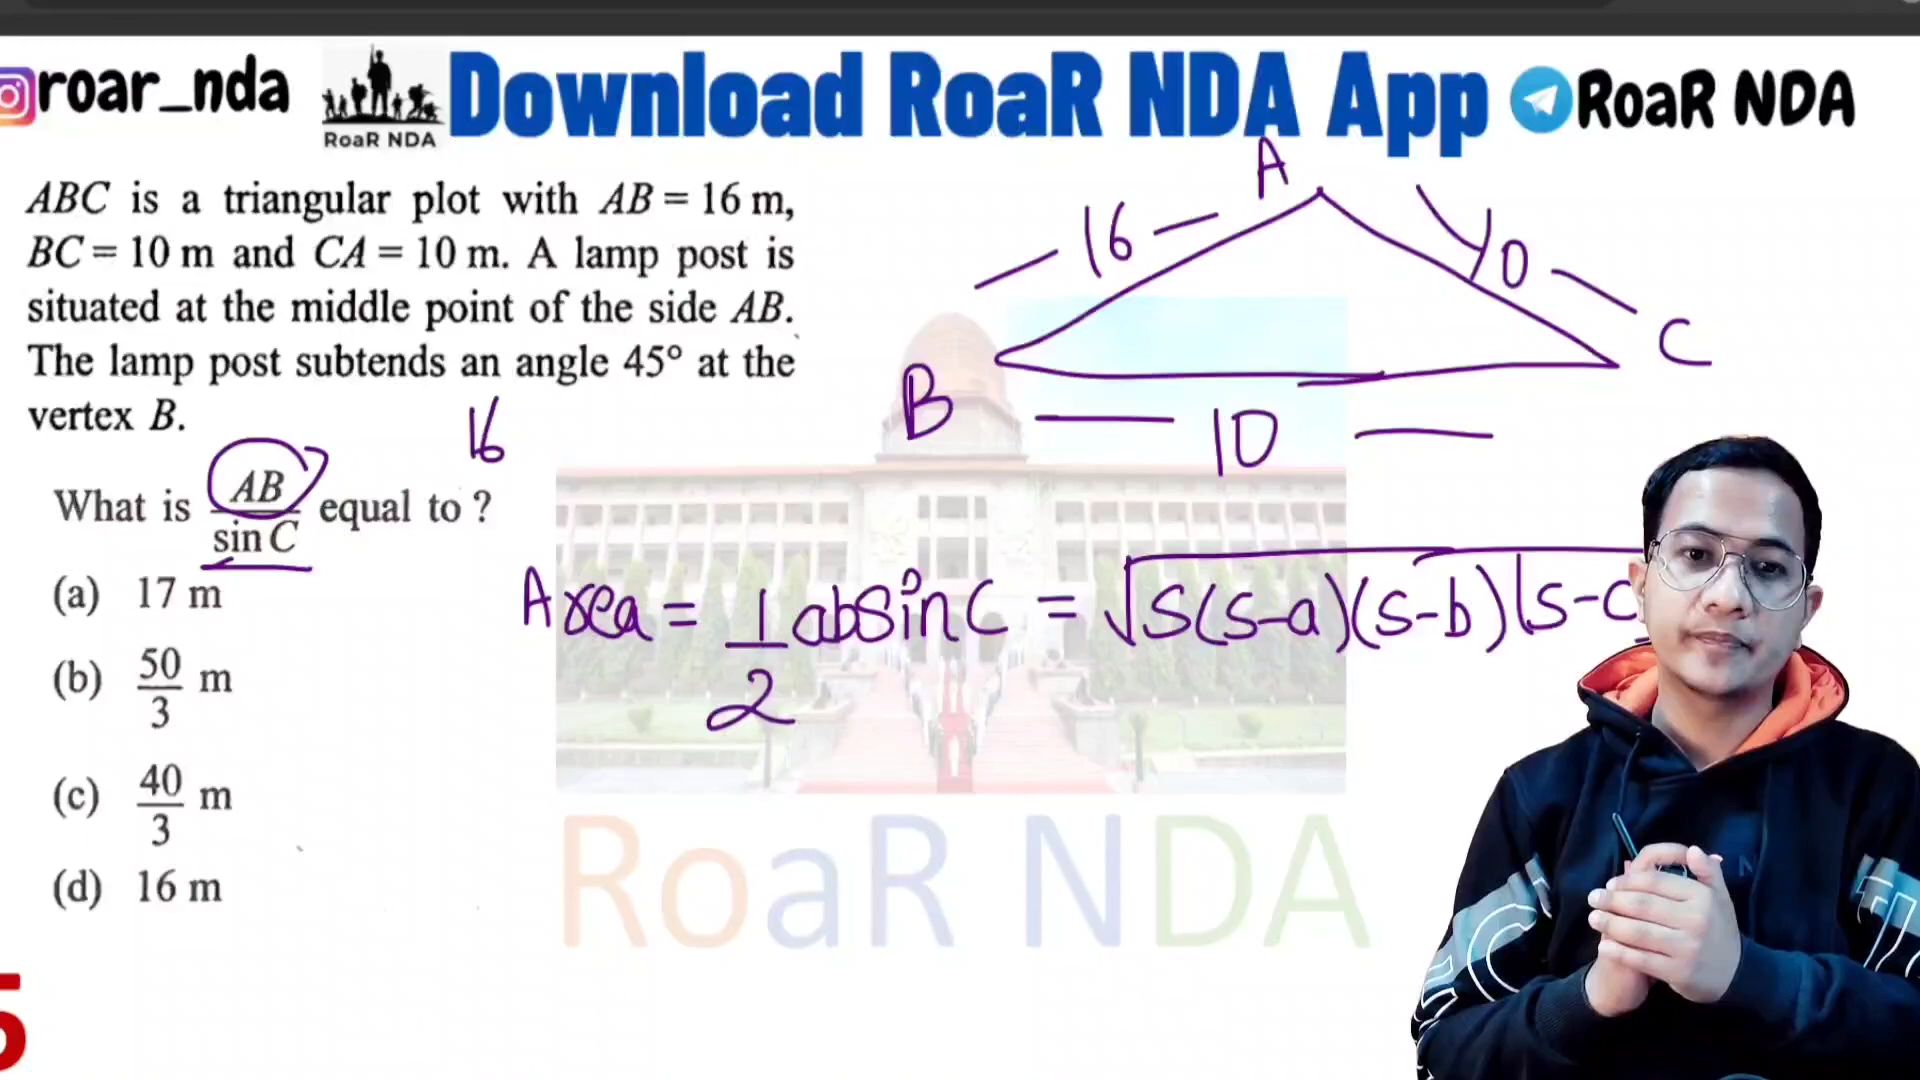 roar_nda
RoaR NDA
Download RoaR NDA App
RoaR NDA
ABC is a triangular plot with AB = 16 m,
BC = 10 m and CA = 10 m. A lamp post is
situated at the middle point of the side AB.
The lamp post subtends an angle 45° at the
vertex B.
16
What is AB/sin C equal to ?
(a) 17 m
(b) 50/3 m
(c) 40/3 m
(d) 16 m
A
16
10
B
C
10
Area = 1/2 ab sin C = √s(s-a)(s-b)(s-c
RoaR NDA
5